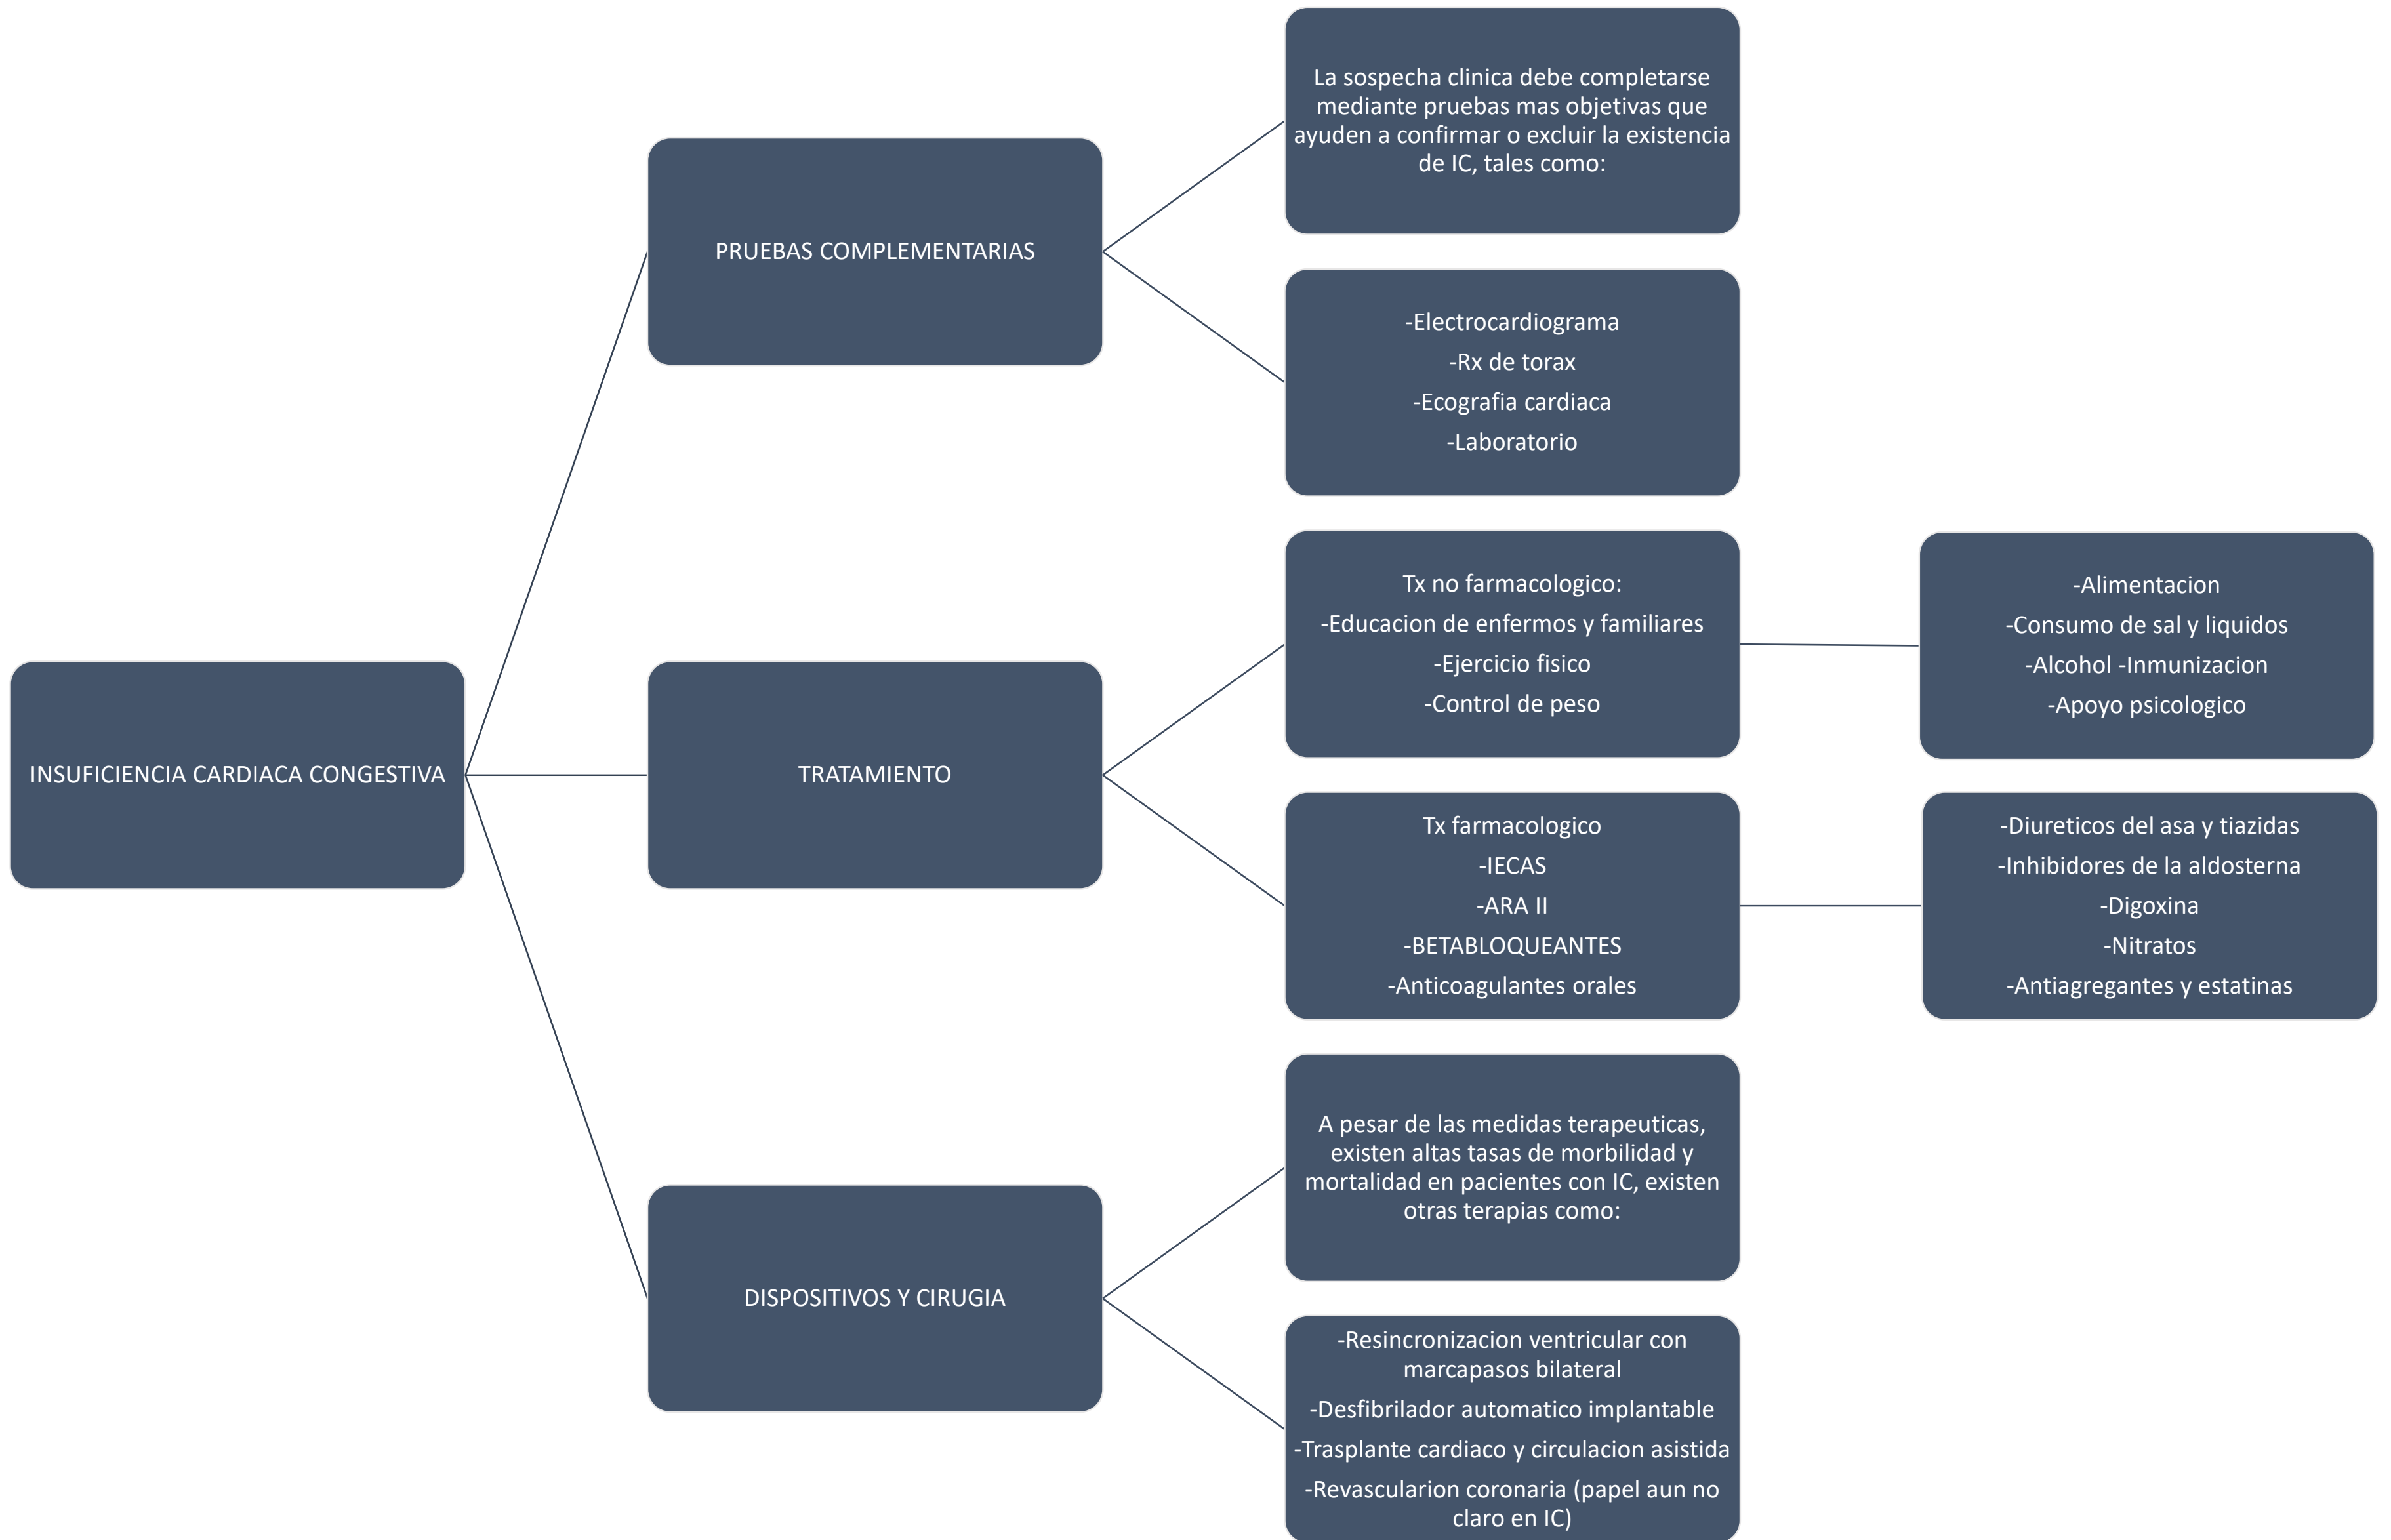 INSUFICIENCIA CARDIACA CONGESTIVA
PRUEBAS COMPLEMENTARIAS
La sospecha clinica debe completarse
mediante pruebas mas objetivas que
ayuden a confirmar o excluir la existencia
de IC, tales como:
-Electrocardiograma
-Rx de torax
-Ecografia cardiaca
-Laboratorio
TRATAMIENTO
Tx no farmacologico:
-Educacion de enfermos y familiares
-Ejercicio fisico
-Control de peso
-Alimentacion
-Consumo de sal y liquidos
-Alcohol -Inmunizacion
-Apoyo psicologico
Tx farmacologico
-IECAS
-ARA II
-BETABLOQUEANTES
-Anticoagulantes orales
-Diureticos del asa y tiazidas
-Inhibidores de la aldosterna
-Digoxina
-Nitratos
-Antiagregantes y estatinas
DISPOSITIVOS Y CIRUGIA
A pesar de las medidas terapeuticas,
existen altas tasas de morbilidad y
mortalidad en pacientes con IC, existen
otras terapias como:
-Resincronizacion ventricular con
marcapasos bilateral
-Desfibrilador automatico implantable
-Trasplante cardiaco y circulacion asistida
-Revascularion coronaria (papel aun no
claro en IC)